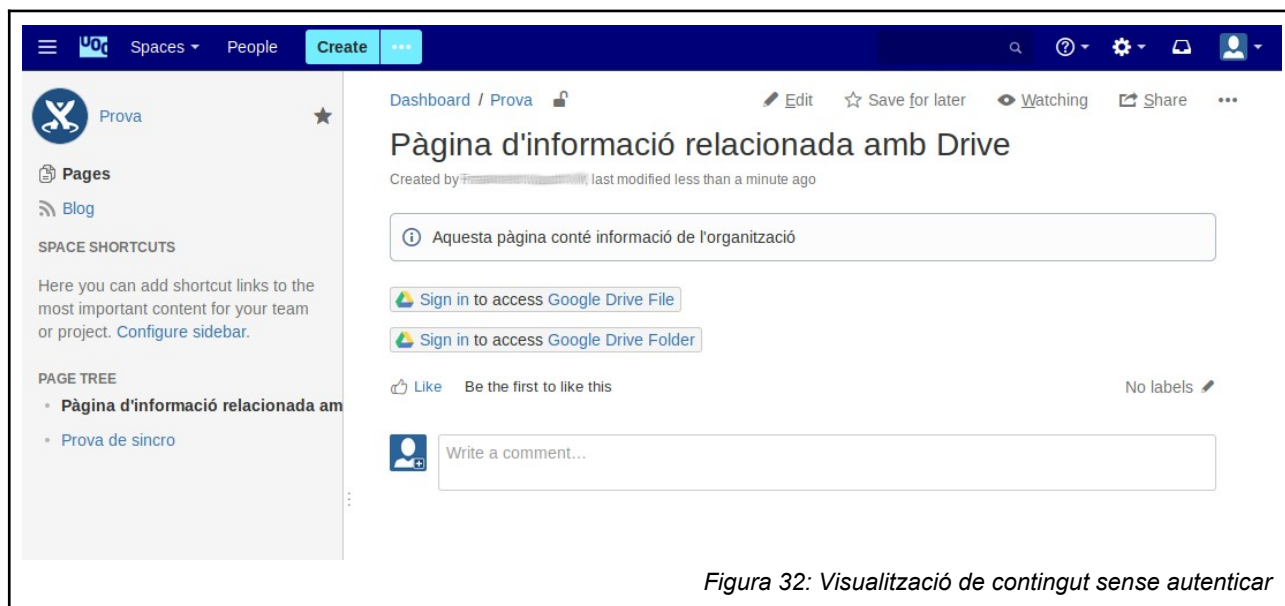 UOC Spaces People Create ...
Prova
Dashboard / Prova Edit Save for later Watching Share ...
Pàgina d'informació relacionada amb Drive
Created by , last modified less than a minute ago
Pages
Blog
Aquesta pàgina conté informació de l'organització
SPACE SHORTCUTS
Here you can add shortcut links to the
most important content for your team
or project. Configure sidebar.
Sign in to access Google Drive File
Sign in to access Google Drive Folder
PAGE TREE
Pàgina d'informació relacionada am
Prova de sincro
Like Be the first to like this No labels
Write a comment...
Figura 32: Visualització de contingut sense autenticar